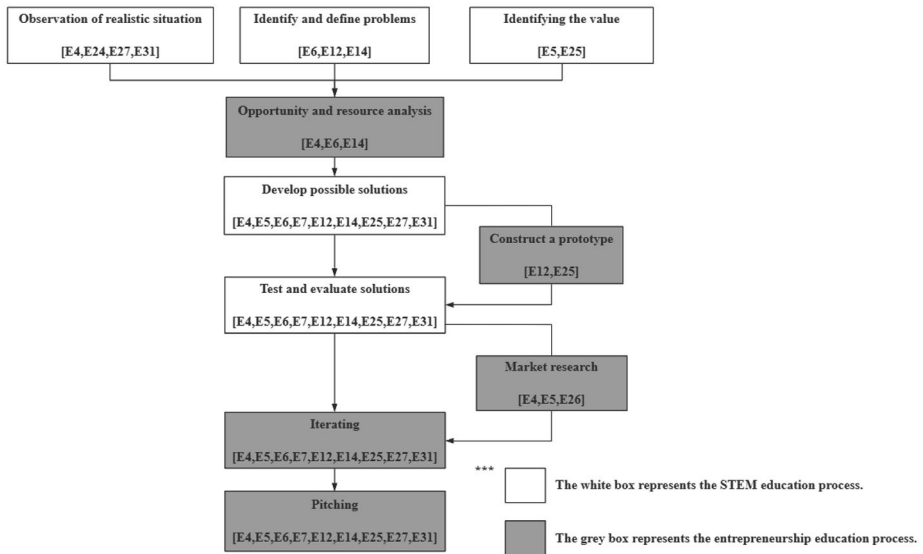 Observation of realistic situation
[E4,E24,E27,E31]
Identify and define problems
[E6,E12,E14]
Identifying the value
[E5,E25]
Opportunity and resource analysis
[E4,E6,E14]
Develop possible solutions
[E4,E5,E6,E7,E12,E14,E25,E27,E31]
Construct a prototype
[E12,E25]
Test and evaluate solutions
[E4,E5,E6,E7,E12,E14,E25,E27,E31]
Market research
[E4,E5,E26]
Iterating
[E4,E5,E6,E7,E12,E14,E25,E27,E31]
Pitching
[E4,E5,E6,E7,E12,E14,E25,E27,E31]
***
The white box represents the STEM education process.
The grey box represents the entrepreneurship education process.